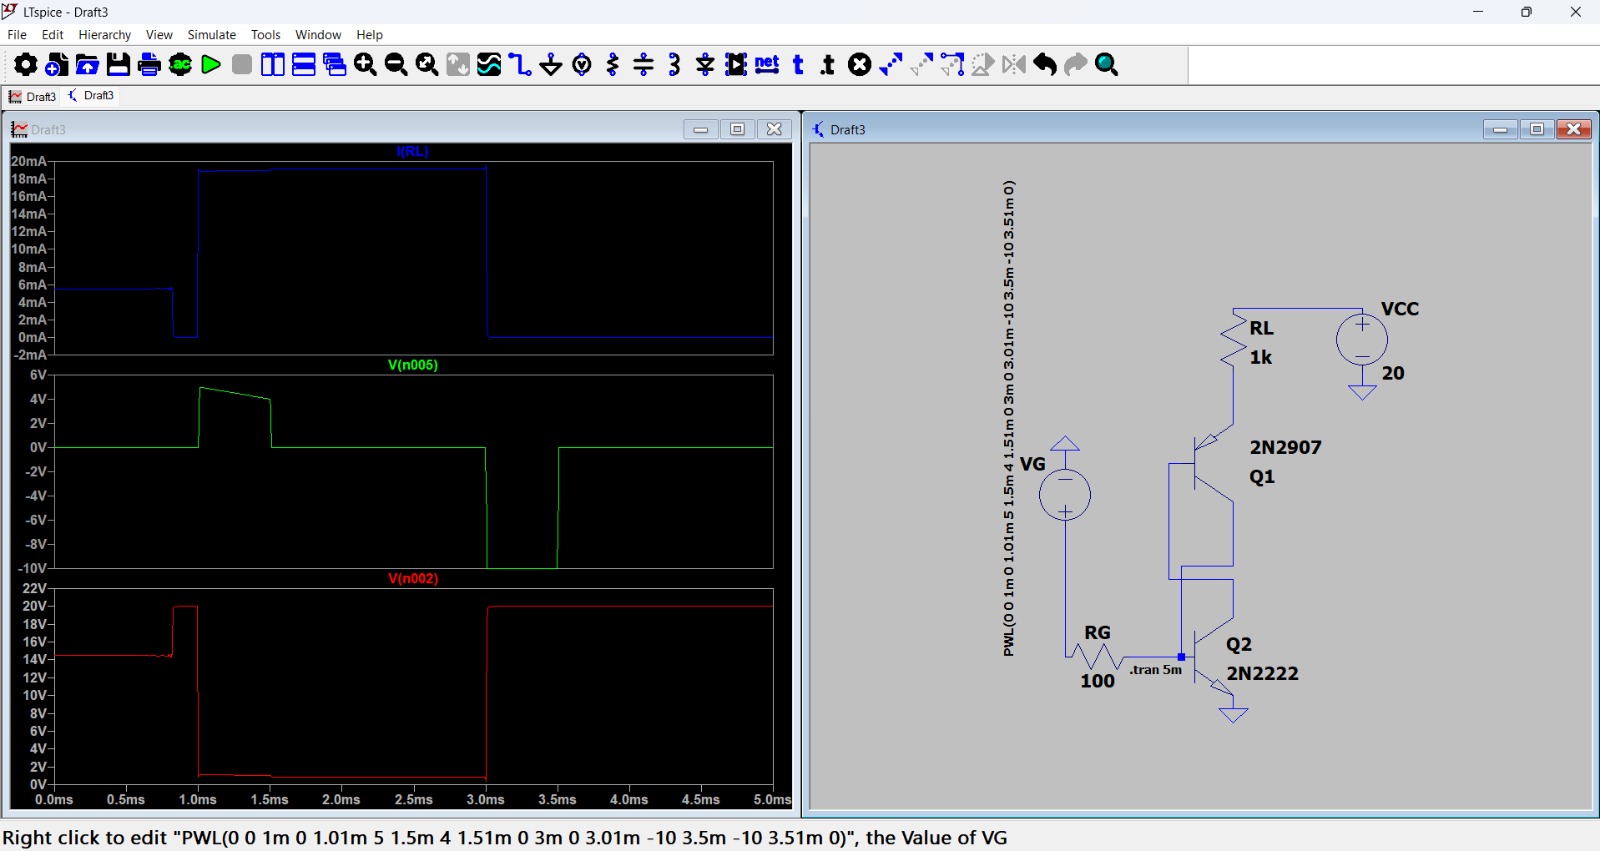 LTspice - Draft3
File Edit Hierarchy View Simulate Tools Window Help
.ac net t .t
Draft3 Draft3
Draft3
I(RL)
20mA
18mA
16mA
14mA
12mA
10mA
8mA
6mA
4mA
2mA
0mA
-2mA
V(n005)
6V
4V
2V
0V
-2V
-4V
-6V
-8V
-10V
V(n002)
22V
20V
18V
16V
14V
12V
10V
8V
6V
4V
2V
0V
0.0ms 0.5ms 1.0ms 1.5ms 2.0ms 2.5ms 3.0ms 3.5ms 4.0ms 4.5ms 5.0ms
Draft3
PWL(0 0 1m 0 1.01m 5 1.5m 4 1.51m 0 3m 0 3.01m -10 3.5m -10 3.51m 0)
VCC
20
RL
1k
2N2907
Q1
VG
RG
100
.tran 5m
Q2
2N2222
Right click to edit "PWL(0 0 1m 0 1.01m 5 1.5m 4 1.51m 0 3m 0 3.01m -10 3.5m -10 3.51m 0)", the Value of VG